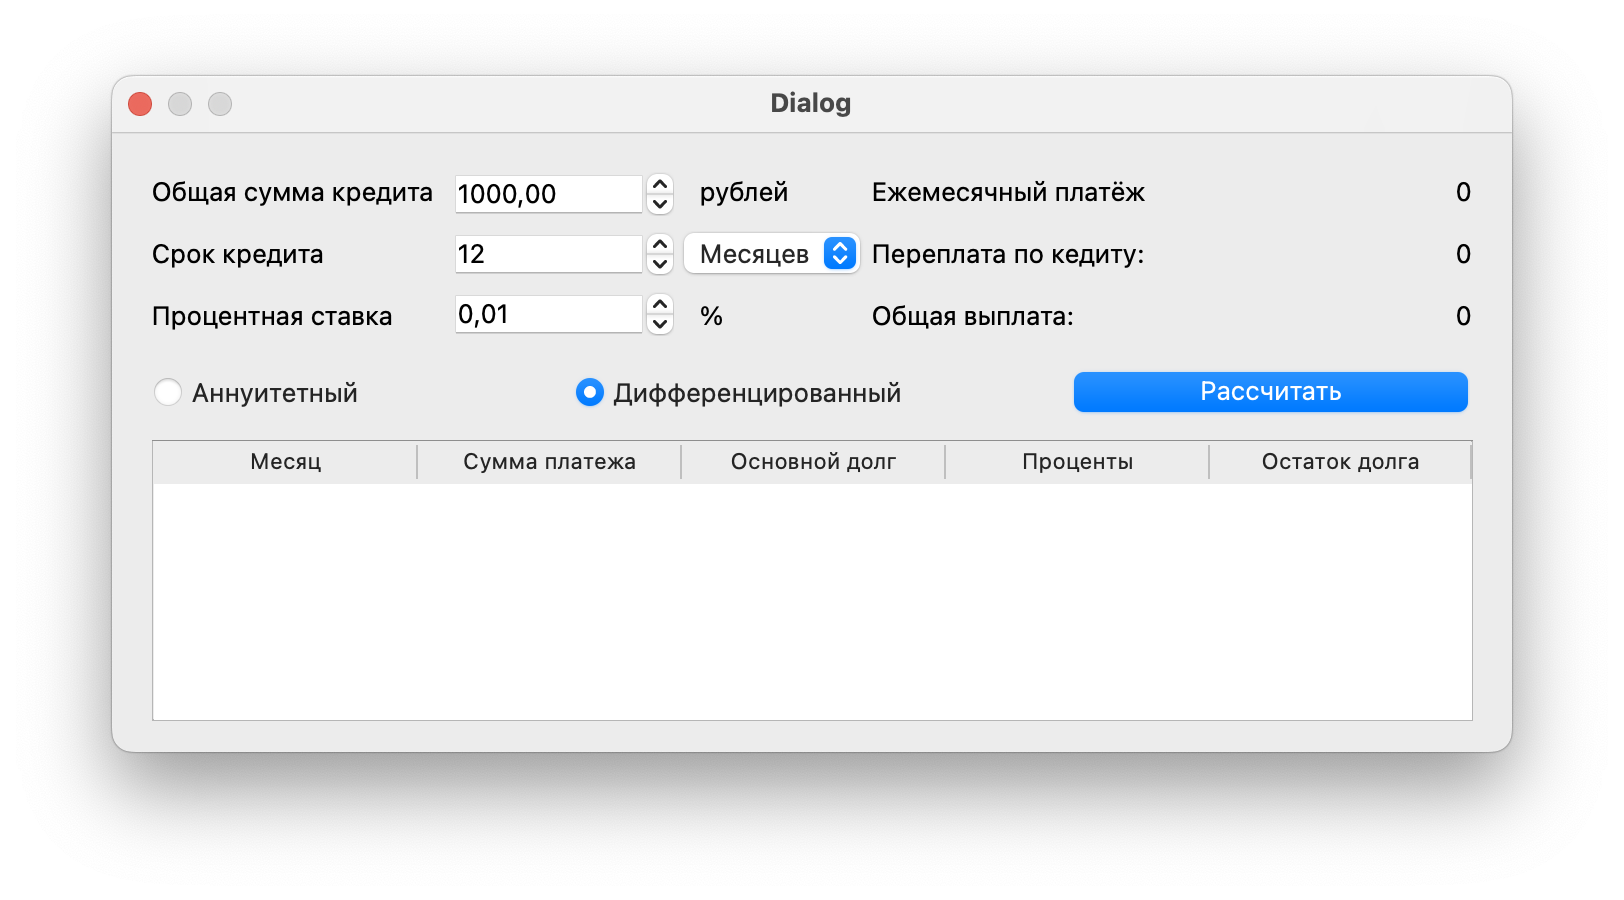 Dialog
Общая сумма кредита 1000,00 рублей Ежемесячный платёж 0
Срок кредита 12 Месяцев Переплата по кедиту: 0
Процентная ставка 0,01 % Общая выплата: 0
Аннуитетный Дифференцированный Рассчитать
Месяц Сумма платежа Основной долг Проценты Остаток долга